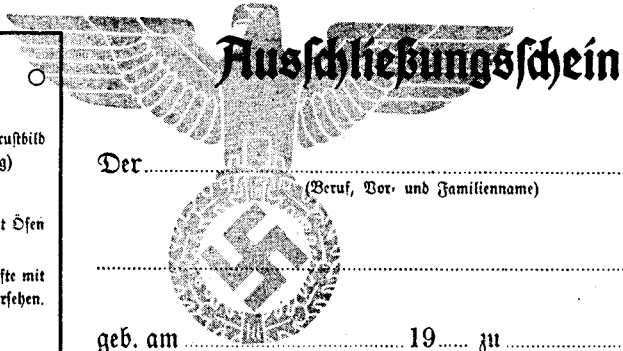 Ausschließungsschein
rustbild
g)
Der
(Beruf, Vor- und Familienname)
t Ösen
fte mit
rsehen.
geb. am 19 zu